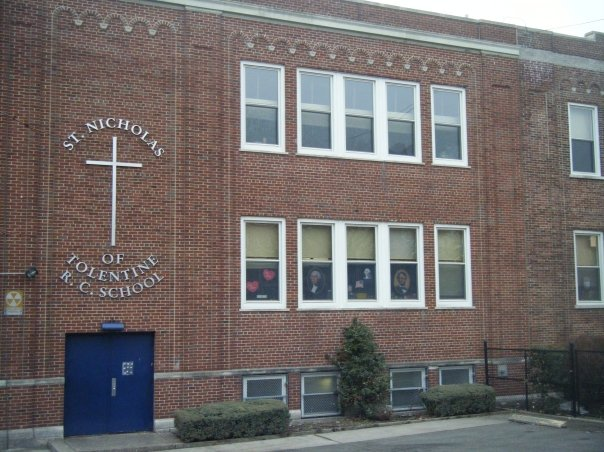 ST. NICHOLAS
OF
TOLENTINE
R. C. SCHOOL